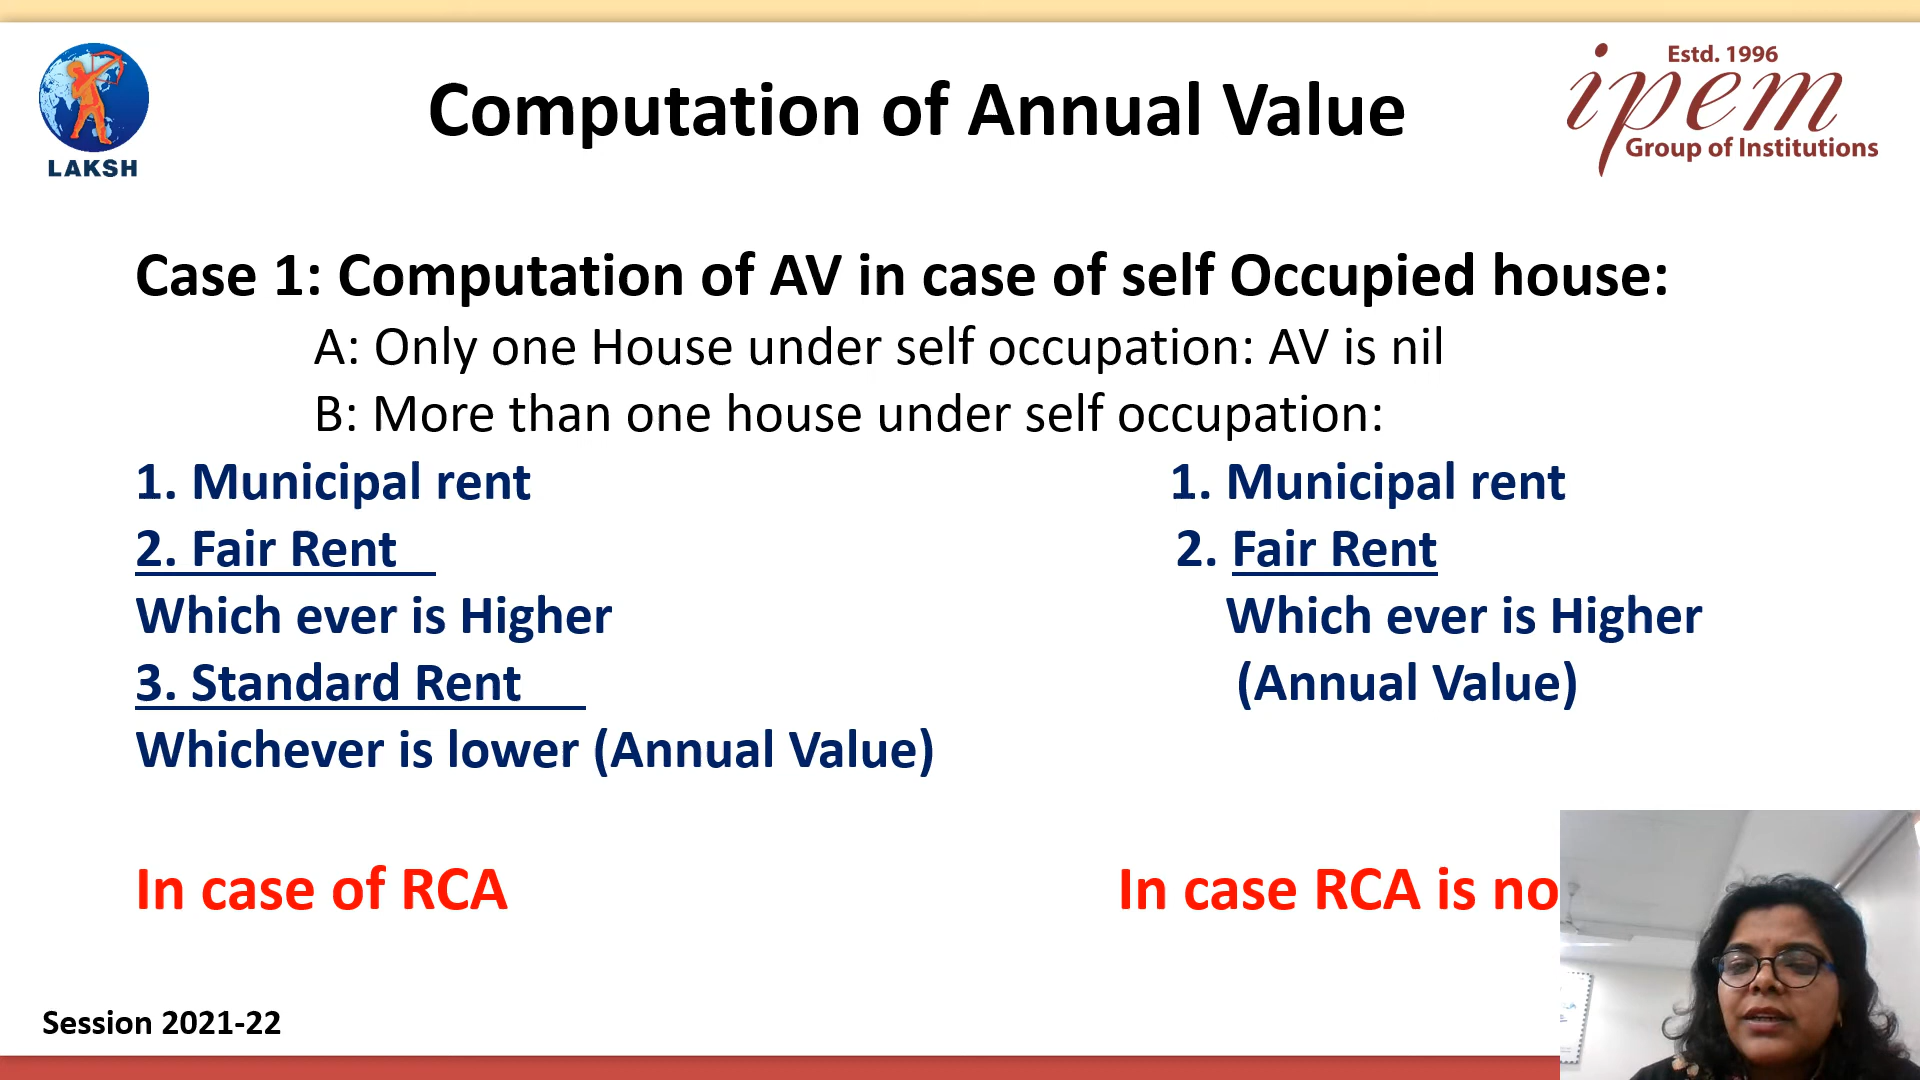 LAKSH
Computation of Annual Value
Estd. 1996
ipem
Group of Institutions
Case 1: Computation of AV in case of self Occupied house:
A: Only one House under self occupation: AV is nil
B: More than one house under self occupation:
1. Municipal rent
2. Fair Rent
Which ever is Higher
3. Standard Rent
Whichever is lower (Annual Value)
1. Municipal rent
2. Fair Rent
Which ever is Higher
(Annual Value)
In case of RCA
In case RCA is no
Session 2021-22